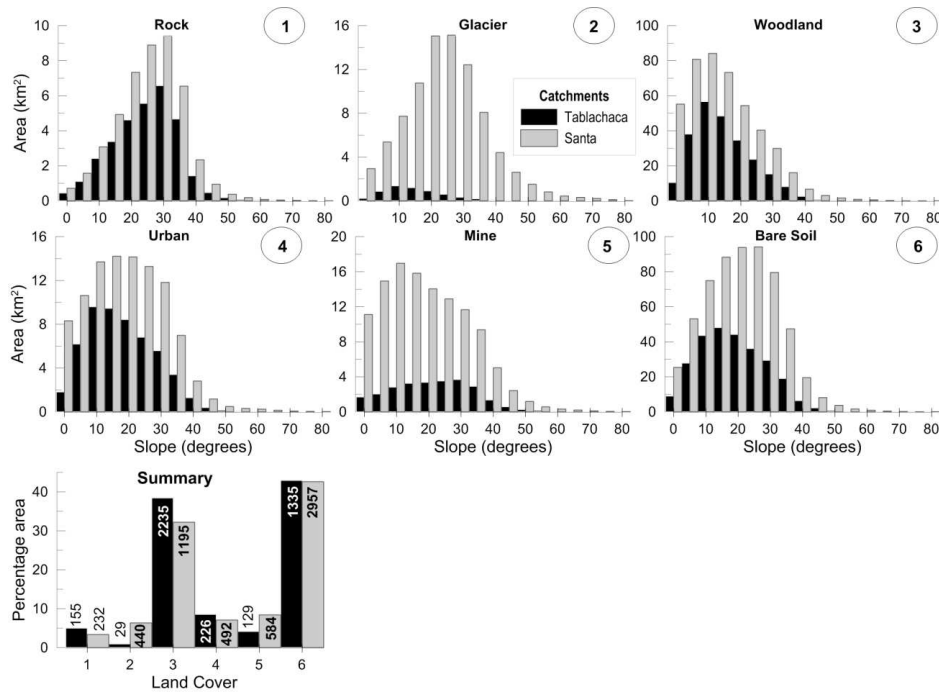 Rock
1
Area (km²)
10
8
6
4
2
0
0 10 20 30 40 50 60 70 80
Glacier
2
16
12
8
4
0
0 10 20 30 40 50 60 70 80
Catchments
Tablachaca
Santa
Woodland
3
100
80
60
40
20
0
10 20 30 40 50 60 70 80
Urban
4
Area (km²)
16
12
8
4
0
0 10 20 30 40 50 60 70 80
Slope (degrees)
Mine
5
20
16
12
8
4
0
0 10 20 30 40 50 60 70 80
Slope (degrees)
Bare Soil
6
100
80
60
40
20
0
0 10 20 30 40 50 60 70 80
Slope (degrees)
Summary
Percentage area
40
30
20
10
0
155
232
29
440
2235
1195
226
492
129
584
1335
2957
1 2 3 4 5 6
Land Cover